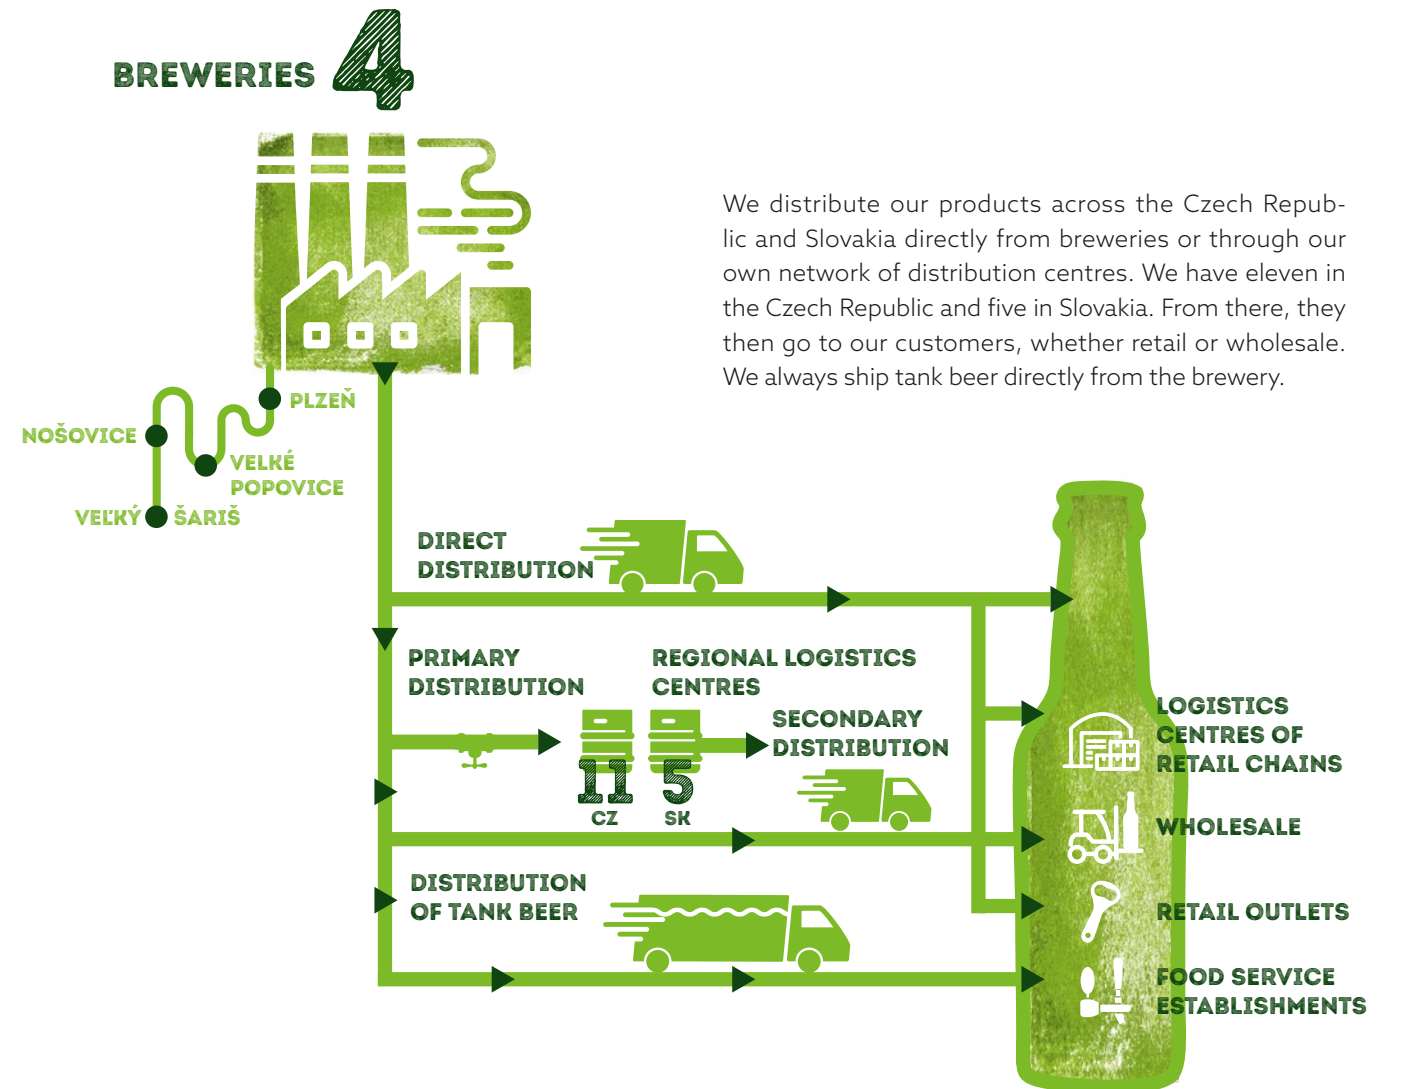 BREWERIES 4
We distribute our products across the Czech Repub-
lic and Slovakia directly from breweries or through our
own network of distribution centres. We have eleven in
the Czech Republic and five in Slovakia. From there, they
then go to our customers, whether retail or wholesale.
We always ship tank beer directly from the brewery.
PLZEŇ
NOŠOVICE
VELKÉ
POPOVICE
VEĽKÝ ŠARIŠ
DIRECT
DISTRIBUTION
PRIMARY
DISTRIBUTION
REGIONAL LOGISTICS
CENTRES
11
CZ
5
SK
SECONDARY
DISTRIBUTION
DISTRIBUTION
OF TANK BEER
LOGISTICS
CENTRES OF
RETAIL CHAINS
WHOLESALE
RETAIL OUTLETS
FOOD SERVICE
ESTABLISHMENTS